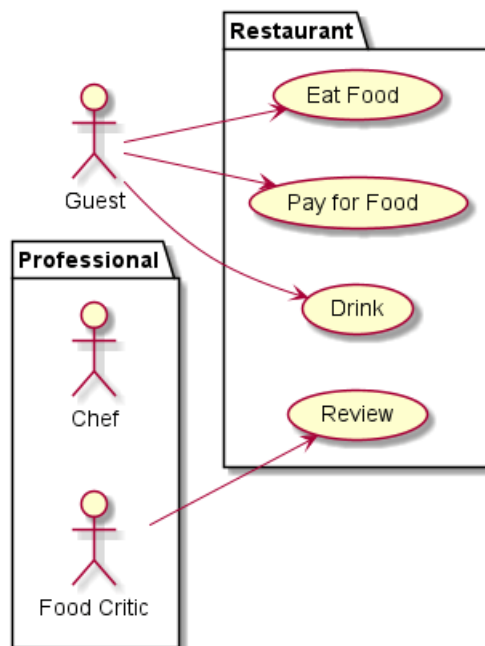 Restaurant
Eat Food
Guest
Pay for Food
Professional
Drink
Chef
Review
Food Critic